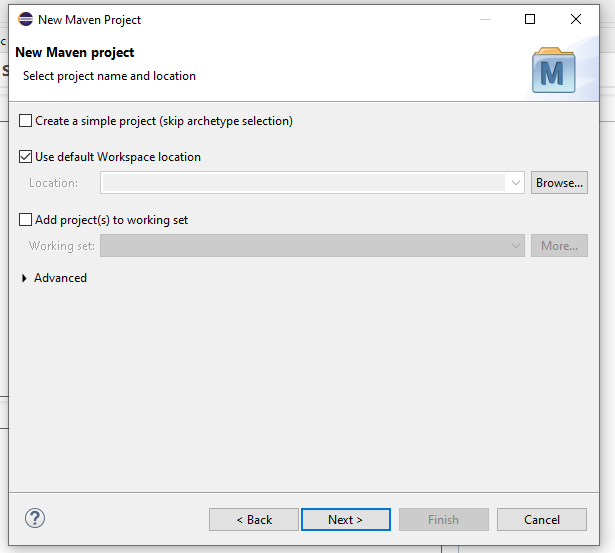 New Maven Project
New Maven project
Select project name and location
M
Create a simple project (skip archetype selection)
Use default Workspace location
Location:
Browse...
Add project(s) to working set
Working set:
More...
Advanced
?
< Back
Next >
Finish
Cancel